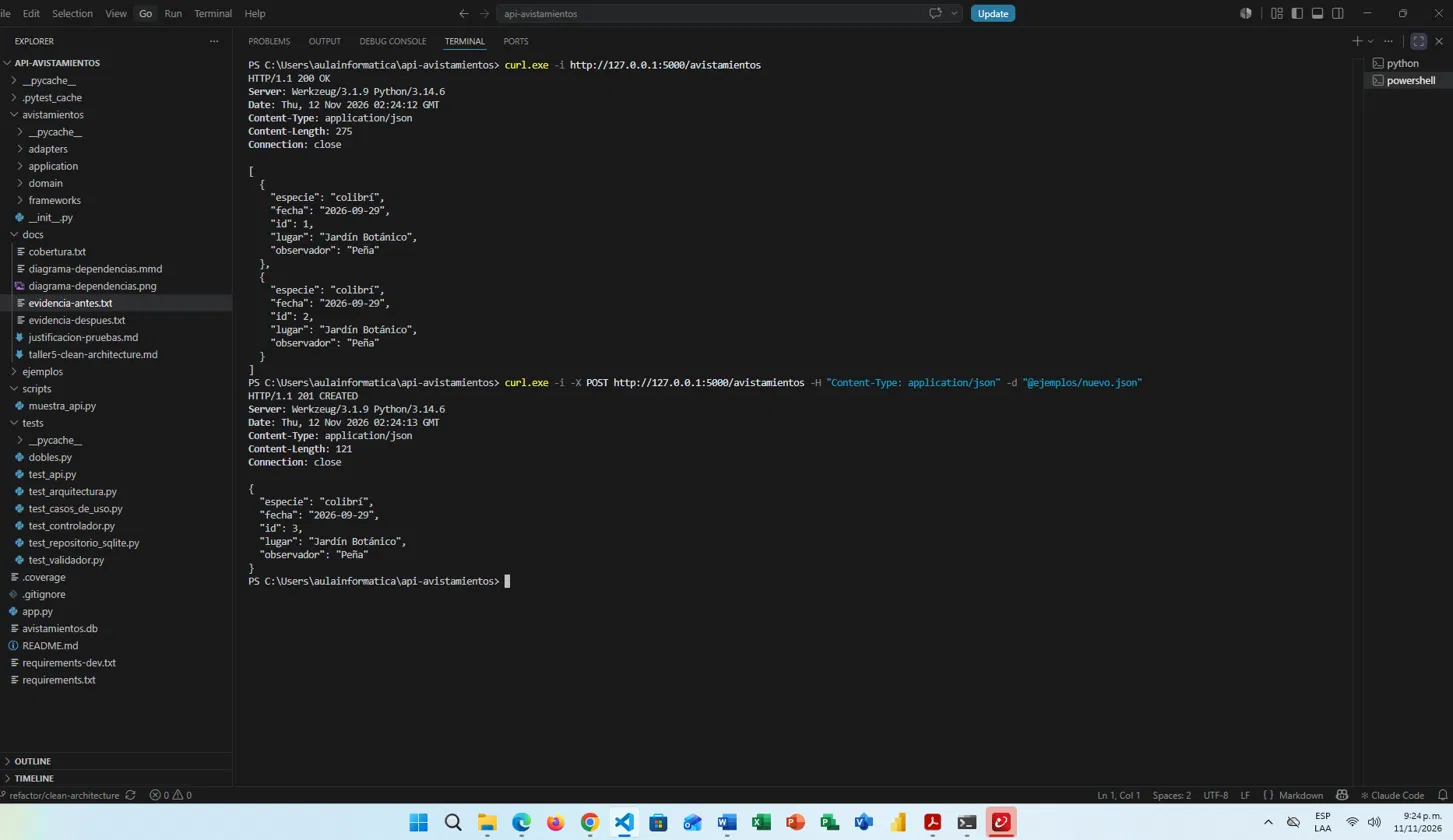 ile Edit Selection View Go Run Terminal Help
api-avistamientos
Update
EXPLORER
API-AVISTAMIENTOS
__pycache__
.pytest_cache
avistamientos
__pycache__
adapters
application
domain
frameworks
__init__.py
docs
cobertura.txt
diagrama-dependencias.mmd
diagrama-dependencias.png
evidencia-antes.txt
evidencia-despues.txt
justificacion-pruebas.md
taller5-clean-architecture.md
ejemplos
scripts
muestra_api.py
tests
__pycache__
dobles.py
test_api.py
test_arquitectura.py
test_casos_de_uso.py
test_controlador.py
test_repositorio_sqlite.py
test_validador.py
.coverage
.gitignore
app.py
avistamientos.db
README.md
requirements-dev.txt
requirements.txt
OUTLINE
TIMELINE
PROBLEMS OUTPUT DEBUG CONSOLE TERMINAL PORTS
PS C:\Users\aulainformatica\api-avistamientos> curl.exe -i http://127.0.0.1:5000/avistamientos
HTTP/1.1 200 OK
Server: Werkzeug/3.1.9 Python/3.14.6
Date: Thu, 12 Nov 2026 02:24:12 GMT
Content-Type: application/json
Content-Length: 275
Connection: close
[
{
"especie": "colibrí",
"fecha": "2026-09-29",
"id": 1,
"lugar": "Jardín Botánico",
"observador": "Peña"
},
{
"especie": "colibrí",
"fecha": "2026-09-29",
"id": 2,
"lugar": "Jardín Botánico",
"observador": "Peña"
}
]
PS C:\Users\aulainformatica\api-avistamientos> curl.exe -i -X POST http://127.0.0.1:5000/avistamientos -H "Content-Type: application/json" -d "@ejemplos/nuevo.json"
HTTP/1.1 201 CREATED
Server: Werkzeug/3.1.9 Python/3.14.6
Date: Thu, 12 Nov 2026 02:24:13 GMT
Content-Type: application/json
Content-Length: 121
Connection: close
{
"especie": "colibrí",
"fecha": "2026-09-29",
"id": 3,
"lugar": "Jardín Botánico",
"observador": "Peña"
}
PS C:\Users\aulainformatica\api-avistamientos>
python
powershell
refactor/clean-architecture 0 0
Ln 1, Col 1 Spaces: 2 UTF-8 LF { } Markdown Claude Code
ESP
LAA
9:24 p. m.
11/11/2026